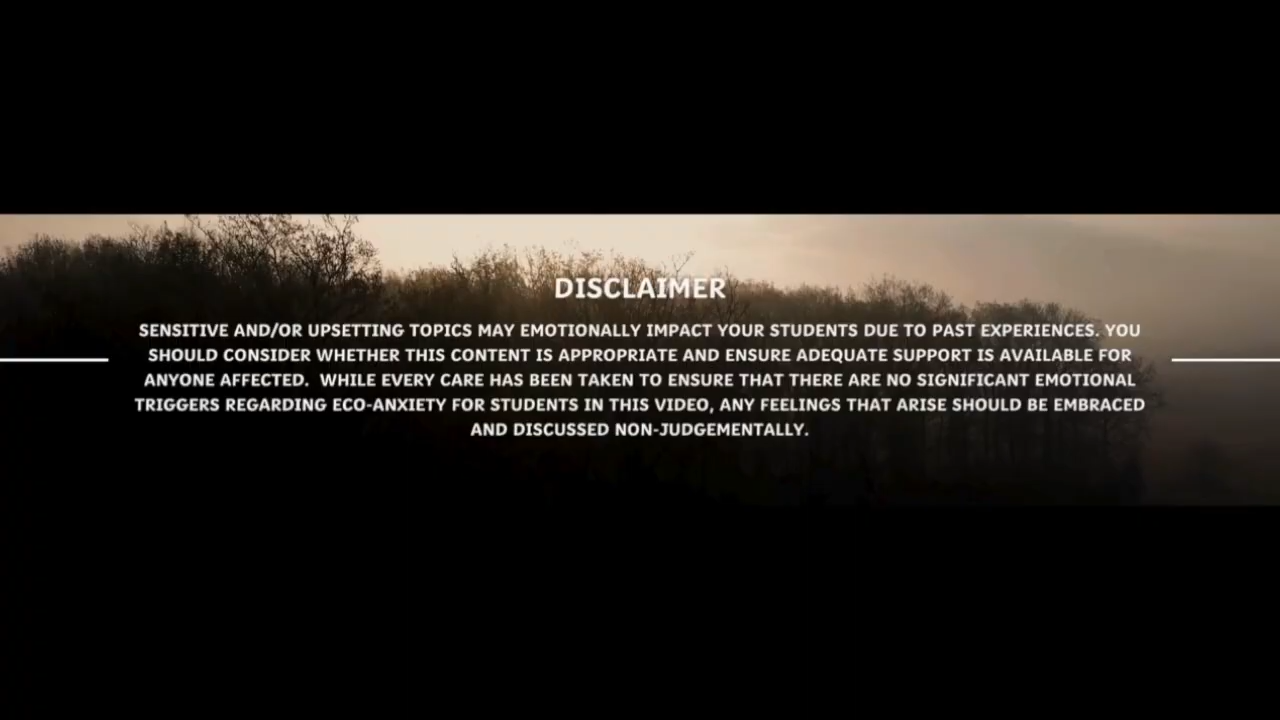 DISCLAIMER
SENSITIVE AND/OR UPSETTING TOPICS MAY EMOTIONALLY IMPACT YOUR STUDENTS DUE TO PAST EXPERIENCES. YOU
SHOULD CONSIDER WHETHER THIS CONTENT IS APPROPRIATE AND ENSURE ADEQUATE SUPPORT IS AVAILABLE FOR
ANYONE AFFECTED.  WHILE EVERY CARE HAS BEEN TAKEN TO ENSURE THAT THERE ARE NO SIGNIFICANT EMOTIONAL
TRIGGERS REGARDING ECO-ANXIETY FOR STUDENTS IN THIS VIDEO, ANY FEELINGS THAT ARISE SHOULD BE EMBRACED
AND DISCUSSED NON-JUDGEMENTALLY.